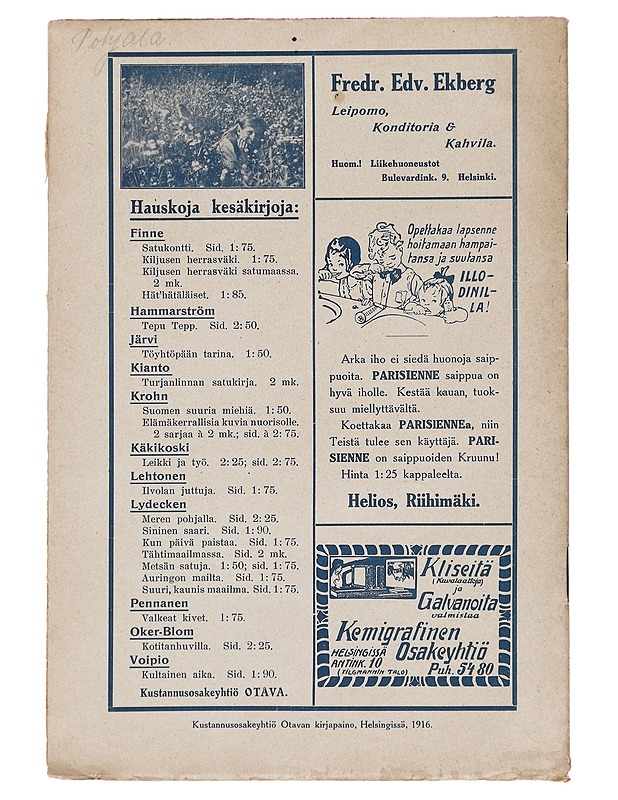 Pohjala.
Hauskoja kesäkirjoja:
Finne
Satukontti. Sid. 1:75.
Kiljusen herrasväki. 1:75.
Kiljusen herrasväki satumaassa.
2 mk.
Hät'hätäläiset. 1:85.
Hammarström
Tepu Tepp. Sid. 2:50.
Järvi
Töyhtöpään tarina. 1:50.
Kianto
Turjanlinnan satukirja. 2 mk.
Krohn
Suomen suuria miehiä. 1:50.
Elämäkerrallisia kuvia nuorisolle.
2 sarjaa à 2 mk.; sid. à 2:75.
Käkikoski
Leikki ja työ. 2:25; sid. 2:75.
Lehtonen
Ilvolan juttuja. Sid. 1:75.
Lydecken
Meren pohjalla. Sid. 2:25.
Sininen saari. Sid. 1:90.
Kun päivä paistaa. Sid. 1:75.
Tähtimaailmassa. Sid. 2 mk.
Metsän satuja. 1:50; sid. 1:75.
Auringon mailta. Sid. 1:75.
Suuri, kaunis maailma. Sid. 1:75.
Pennanen
Valkeat kivet. 1:75.
Oker-Blom
Kotitanhuvilla. Sid. 2:25.
Voipio
Kultainen aika. Sid. 1:90.
Kustannusosakeyhtiö OTAVA.
Fredr. Edv. Ekberg
Leipomo,
Konditoria &
Kahvila.
Huom.! Liikehuoneustot
Bulevardink. 9. Helsinki.
Opettakaa lapsenne
hoitamaan hampai-
tansa ja suutansa
ILLO-
DINIL-
LA!
Arka iho ei siedä huonoja saip-
puoita. PARISIENNE saippua on
hyvä iholle. Kestää kauan, tuok-
suu miellyttävältä.
Koettakaa PARISIENNEa, niin
Teistä tulee sen käyttäjä. PARI-
SIENNE on saippuoiden Kruunu!
Hinta 1:25 kappaleelta.
Helios, Riihimäki.
Kliseitä
(Kuvalaattoja)
ja
Galvanoita
valmistaa
Kemigrafinen
HELSINGISSÄ Osakeyhtiö
ANTINK. 10 Puh. 54 80
(TILGMANNIN TALO)
Kustannusosakeyhtiö Otavan kirjapaino, Helsingissä, 1916.